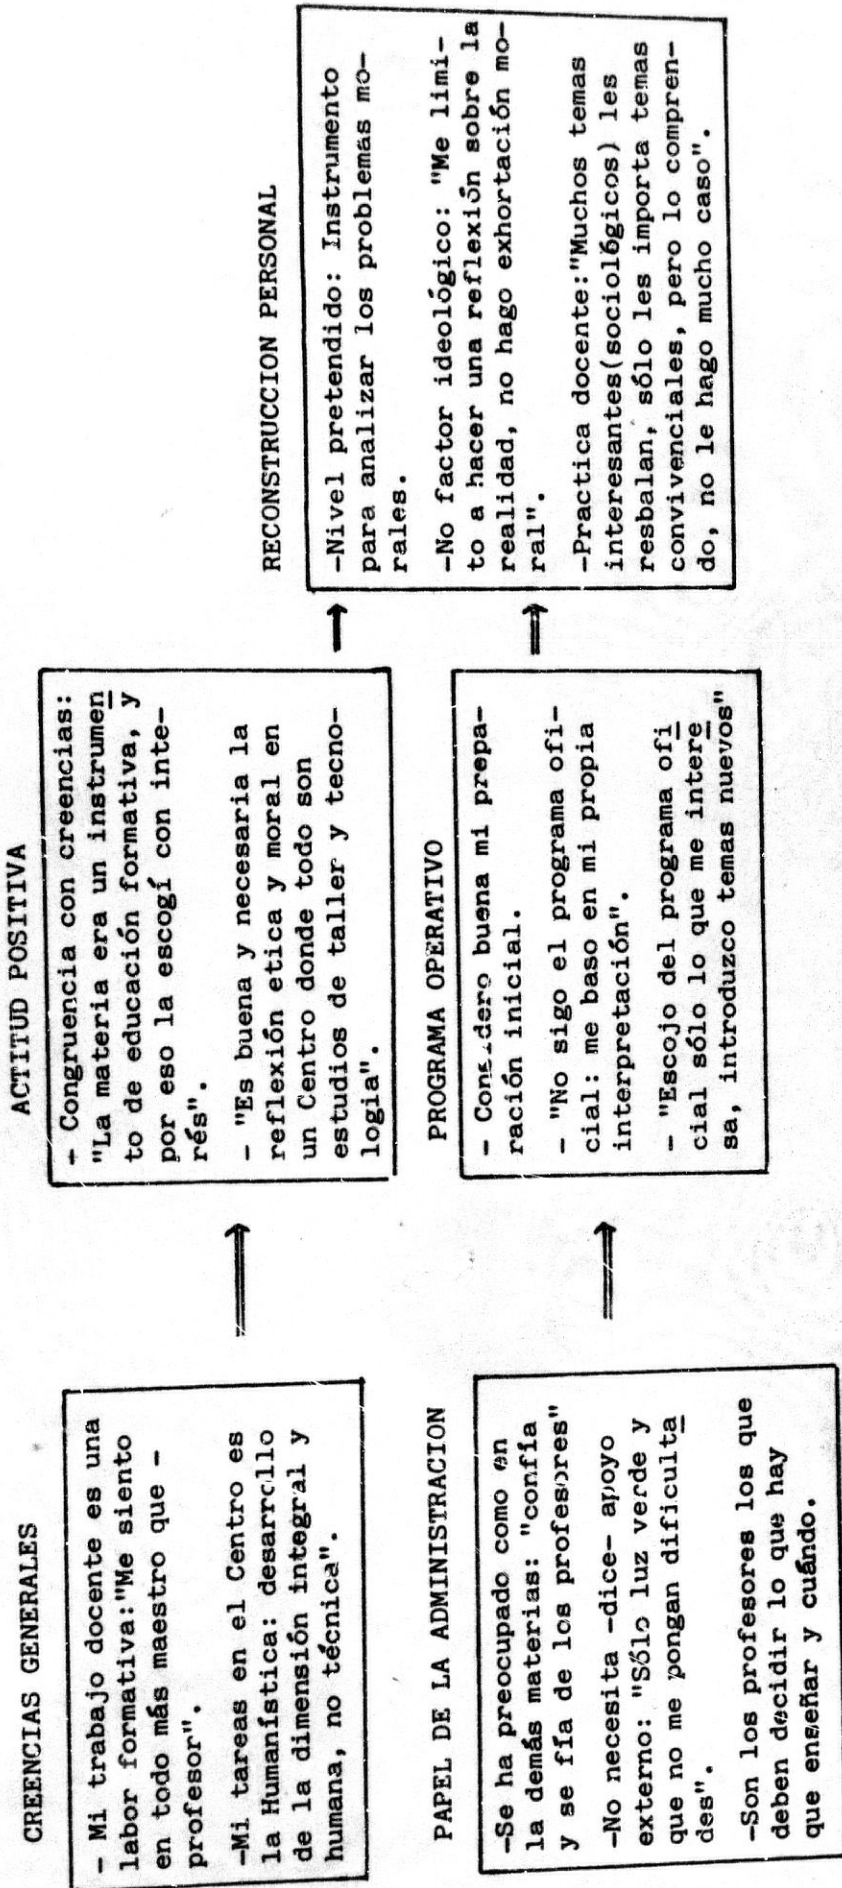 CREENCIAS GENERALES
- Mi trabajo docente es una
labor formativa:"Me siento
en todo más maestro que -
profesor".
-Mi tareas en el Centro es
la Humanística: desarrollo
de la dimensión integral y
humana, no técnica".
PAPEL DE LA ADMINISTRACION
-Se ha preocupado como en
la demás materias: "confía
y se fía de los profesores"
-No necesita -dice- apoyo
externo: "Sólo luz verde y
que no me pongan dificulta
des".
-Son los profesores los que
deben decidir lo que hay
que enseñar y cuándo.
ACTITUD POSITIVA
- Congruencia con creencias:
"La materia era un instrumen
to de educación formativa, y
por eso la escogí con inte-
rés".
- "Es buena y necesaria la
reflexión etica y moral en
un Centro donde todo son
estudios de taller y tecno-
logia".
PROGRAMA OPERATIVO
- Considero buena mi prepa-
ración inicial.
- "No sigo el programa ofi-
cial: me baso en mi propia
interpretación".
- "Escojo del programa ofi
cial sólo lo que me intere
sa, introduzco temas nuevos"
RECONSTRUCCION PERSONAL
-Nivel pretendido: Instrumento
para analizar los problemas mo-
rales.
-No factor ideológico: "Me limi-
to a hacer una reflexión sobre la
realidad, no hago exhortación mo-
ral".
-Practica docente:"Muchos temas
interesantes(sociológicos) les
resbalan, sólo les importa temas
convivenciales, pero lo compren-
do, no le hago mucho caso".